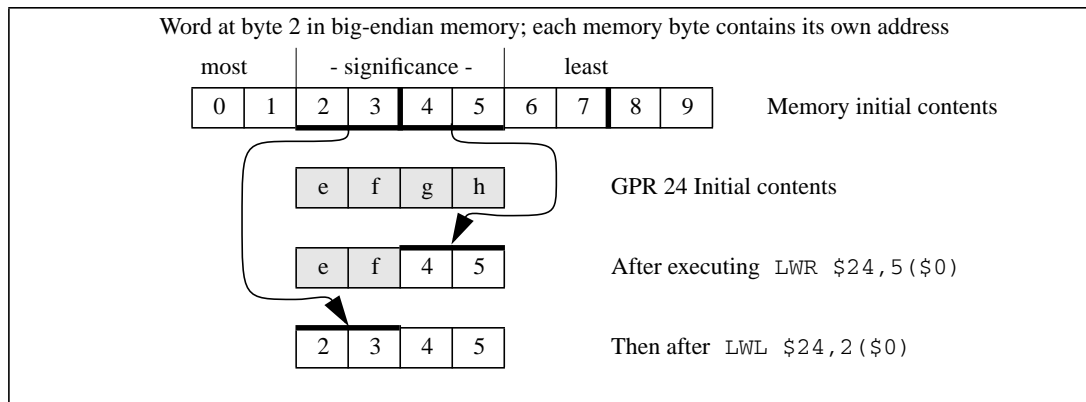 Word at byte 2 in big-endian memory; each memory byte contains its own address
most - significance - least
0 1 2 3 4 5 6 7 8 9 Memory initial contents
e f g h GPR 24 Initial contents
e f 4 5 After executing LWR $24,5($0)
2 3 4 5 Then after LWL $24,2($0)